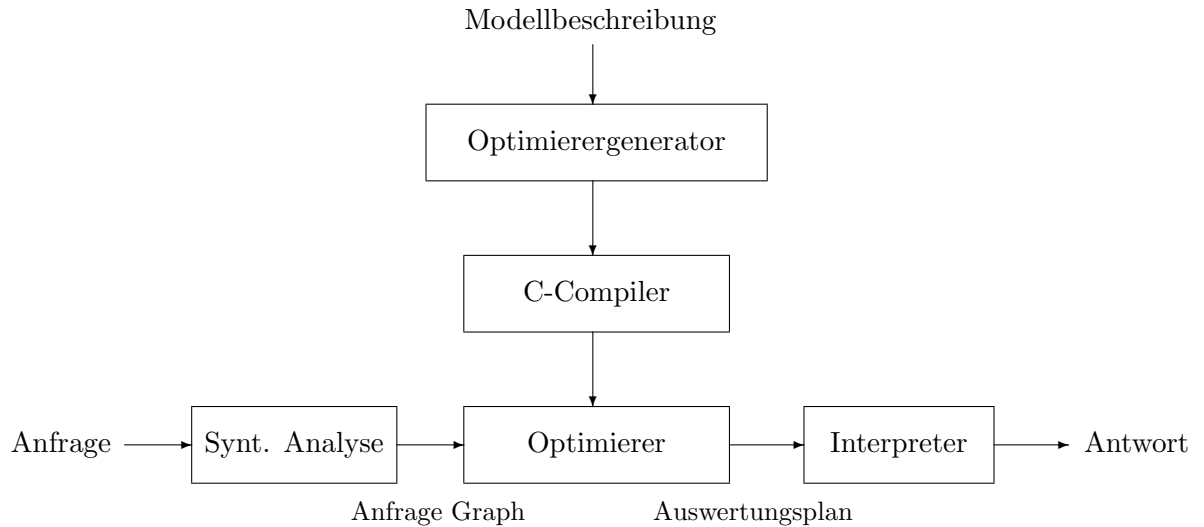 Modellbeschreibung
Optimierergenerator
C-Compiler
Anfrage
Synt. Analyse
Optimierer
Interpreter
Antwort
Anfrage Graph
Auswertungsplan